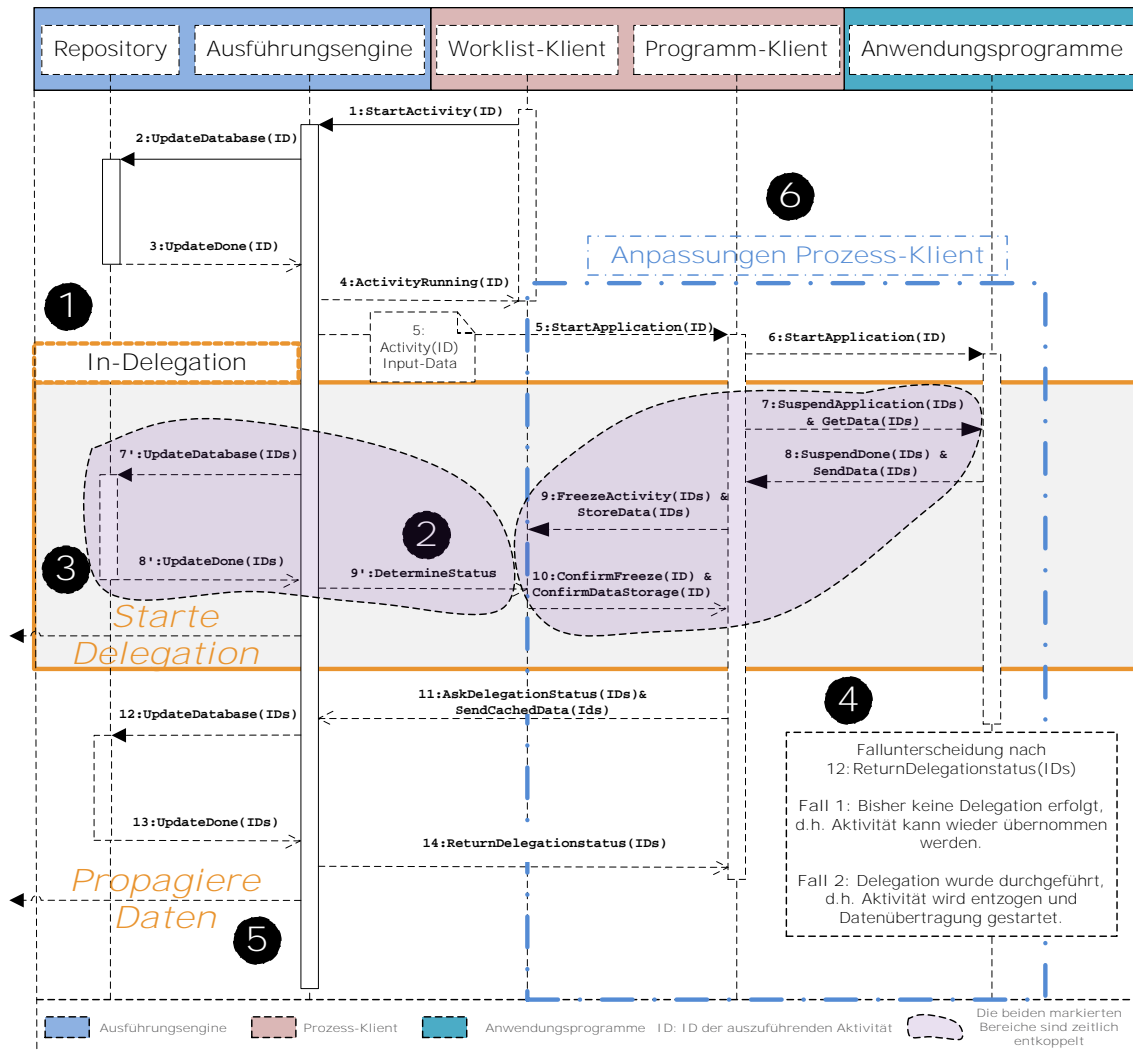 Repository
Ausführungsengine
Worklist-Klient
Programm-Klient
Anwendungsprogramme
1:StartActivity(ID)
2:UpdateDatabase(ID)
3:UpdateDone(ID)
4:ActivityRunning(ID)
6
Anpassungen Prozess-Klient
1
5:
Activity(ID)
Input-Data
5:StartApplication(ID)
6:StartApplication(ID)
In-Delegation
7:SuspendApplication(IDs)
& GetData(IDs)
8:SuspendDone(IDs) &
SendData(IDs)
7':UpdateDatabase(IDs)
9:FreezeActivity(IDs) &
StoreData(IDs)
2
3
8':UpdateDone(IDs)
9':DetermineStatus
10:ConfirmFreeze(ID) &
ConfirmDataStorage(ID)
Starte
Delegation
11:AskDelegationStatus(IDs)&
SendCachedData(Ids)
4
12:UpdateDatabase(IDs)
13:UpdateDone(IDs)
14:ReturnDelegationstatus(IDs)
Fallunterscheidung nach
12:ReturnDelegationstatus(IDs)
Fall 1: Bisher keine Delegation erfolgt,
d.h. Aktivität kann wieder übernommen
werden.
Fall 2: Delegation wurde durchgeführt,
d.h. Aktivität wird entzogen und
Datenübertragung gestartet.
Propagiere
Daten
5
Ausführungsengine
Prozess-Klient
Anwendungsprogramme
ID: ID der auszuführenden Aktivität
Die beiden markierten
Bereiche sind zeitlich
entkoppelt